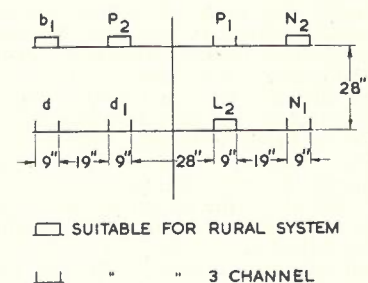 b1 P2 P1 N2
28"
d d1 L2 N1
9" 19" 9" 28" 9" 19" 9"
SUITABLE FOR RURAL SYSTEM
" " 3 CHANNEL